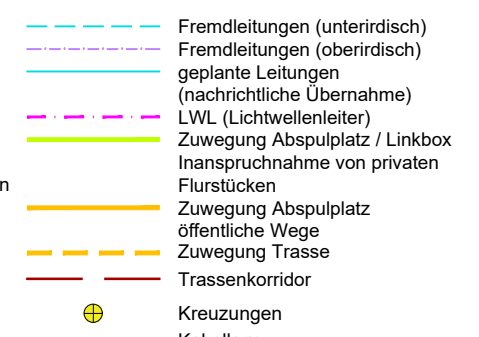 Fremdleitungen (unterirdisch)
Fremdleitungen (oberirdisch)
geplante Leitungen
(nachrichtliche Übernahme)
LWL (Lichtwellenleiter)
Zuwegung Abspulplatz / Linkbox
Inanspruchnahme von privaten
n Flurstücken
Zuwegung Abspulplatz
öffentliche Wege
Zuwegung Trasse
Trassenkorridor
Kreuzungen